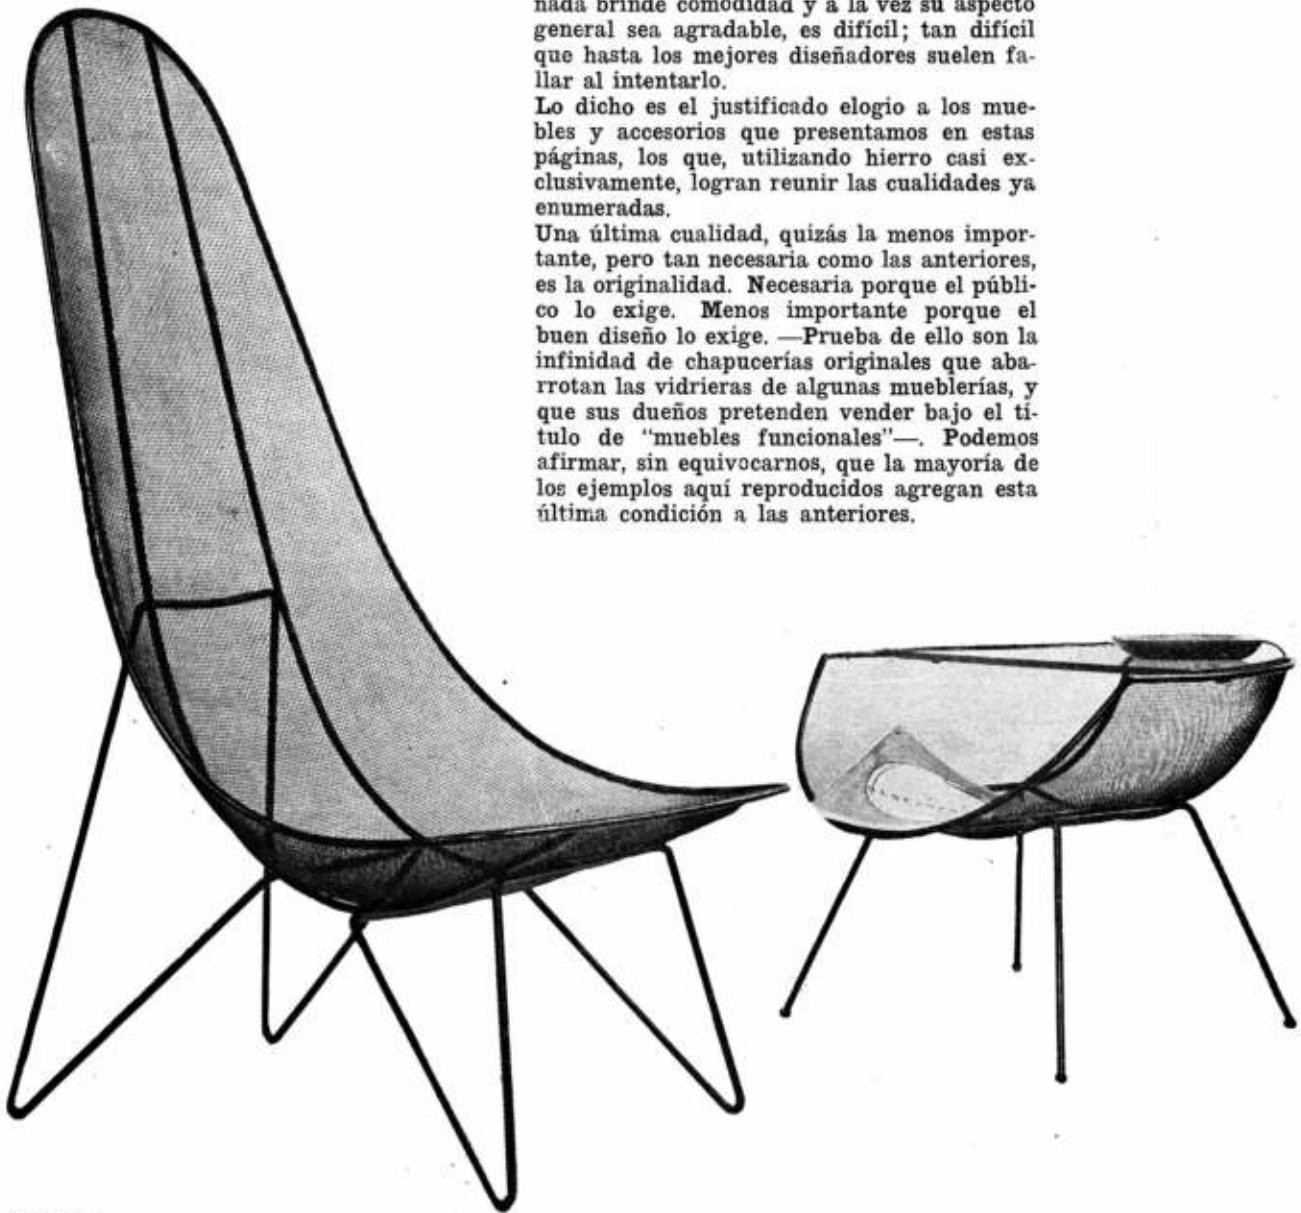 nada brinde comodidad y a la vez su aspecto
general sea agradable, es difícil; tan difícil
que hasta los mejores diseñadores suelen fa-
llar al intentarlo.
Lo dicho es el justificado elogio a los mue-
bles y accesorios que presentamos en estas
páginas, los que, utilizando hierro casi ex-
clusivamente, logran reunir las cualidades ya
enumeradas.
Una última cualidad, quizás la menos impor-
tante, pero tan necesaria como las anteriores,
es la originalidad. Necesaria porque el públi-
co lo exige. Menos importante porque el
buen diseño lo exige. —Prueba de ello son la
infinidad de chapucerías originales que aba-
rrotan las vidrieras de algunas mueblerías, y
que sus dueños pretenden vender bajo el tí-
tulo de "muebles funcionales"—. Podemos
afirmar, sin equivocarnos, que la mayoría de
los ejemplos aquí reproducidos agregan esta
última condición a las anteriores.